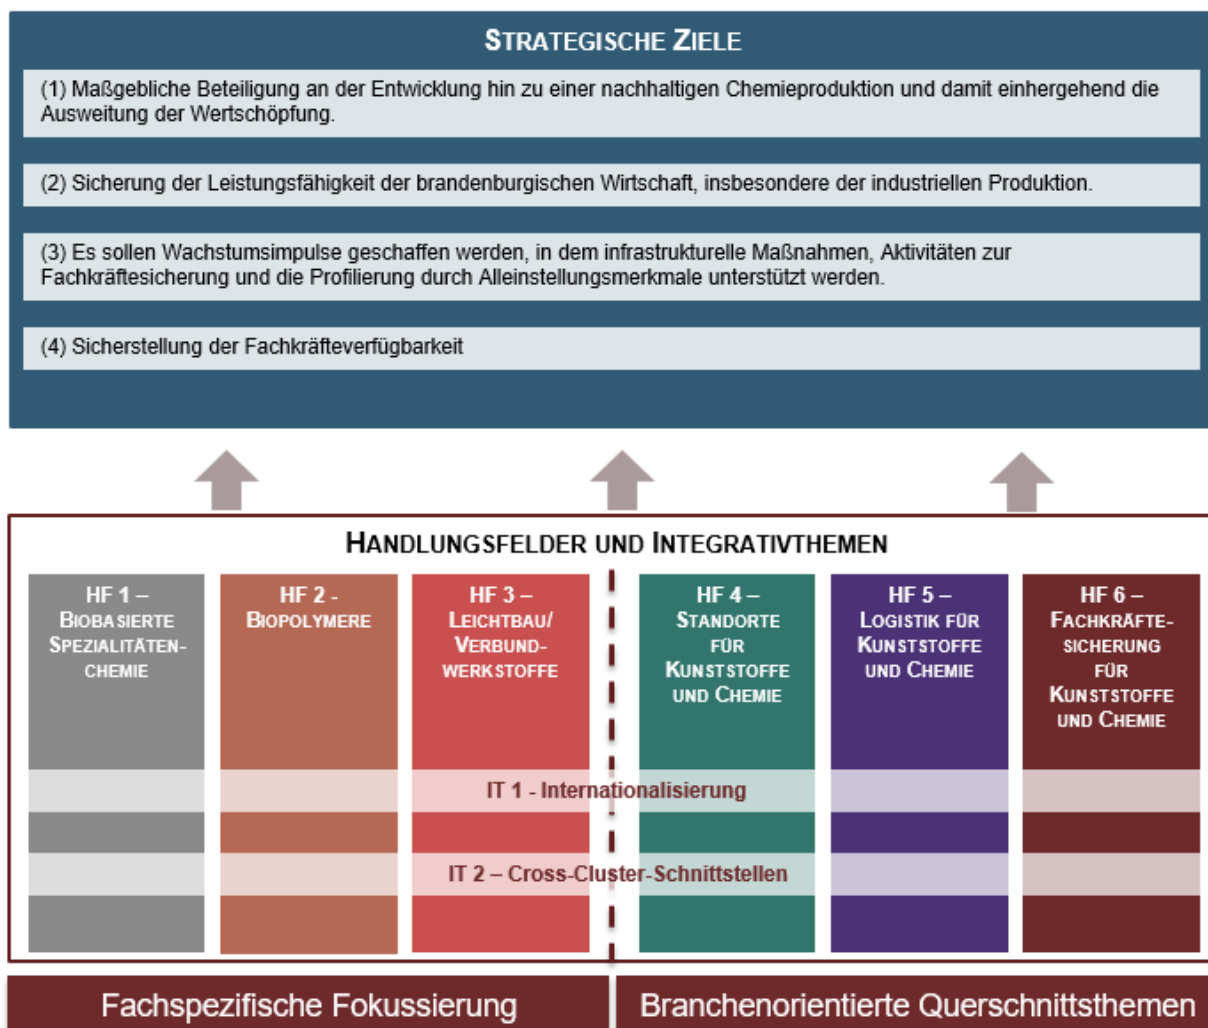 STRATEGISCHE ZIELE
(1) Maßgebliche Beteiligung an der Entwicklung hin zu einer nachhaltigen Chemieproduktion und damit einhergehend die
Ausweitung der Wertschöpfung.
(2) Sicherung der Leistungsfähigkeit der brandenburgischen Wirtschaft, insbesondere der industriellen Produktion.
(3) Es sollen Wachstumsimpulse geschaffen werden, in dem infrastrukturelle Maßnahmen, Aktivitäten zur
Fachkräftesicherung und die Profilierung durch Alleinstellungsmerkmale unterstützt werden.
(4) Sicherstellung der Fachkräfteverfügbarkeit
HANDLUNGSFELDER UND INTEGRATIVTHEMEN
HF 1 –
BIOBASIERTE
SPEZIALITÄTEN-
CHEMIE
HF 2 -
BIOPOLYMERE
HF 3 –
LEICHTBAU/
VERBUND-
WERKSTOFFE
HF 4 –
STANDORTE
FÜR
KUNSTSTOFFE
UND CHEMIE
HF 5 –
LOGISTIK FÜR
KUNSTSTOFFE
UND CHEMIE
HF 6 –
FACHKRÄFTE-
SICHERUNG
FÜR
KUNSTSTOFFE
UND CHEMIE
IT 1 - Internationalisierung
IT 2 – Cross-Cluster-Schnittstellen
Fachspezifische Fokussierung
Branchenorientierte Querschnittsthemen